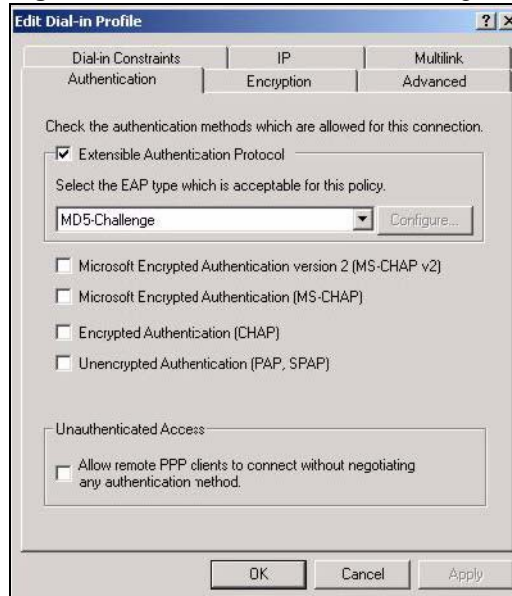 Edit Dial-in Profile
Dial-in Constraints IP Multilink
Authentication Encryption Advanced
Check the authentication methods which are allowed for this connection.
Extensible Authentication Protocol
Select the EAP type which is acceptable for this policy.
MD5-Challenge Configure...
Microsoft Encrypted Authentication version 2 (MS-CHAP v2)
Microsoft Encrypted Authentication (MS-CHAP)
Encrypted Authentication (CHAP)
Unencrypted Authentication (PAP, SPAP)
Unauthenticated Access
Allow remote PPP clients to connect without negotiating
any authentication method.
OK Cancel Apply